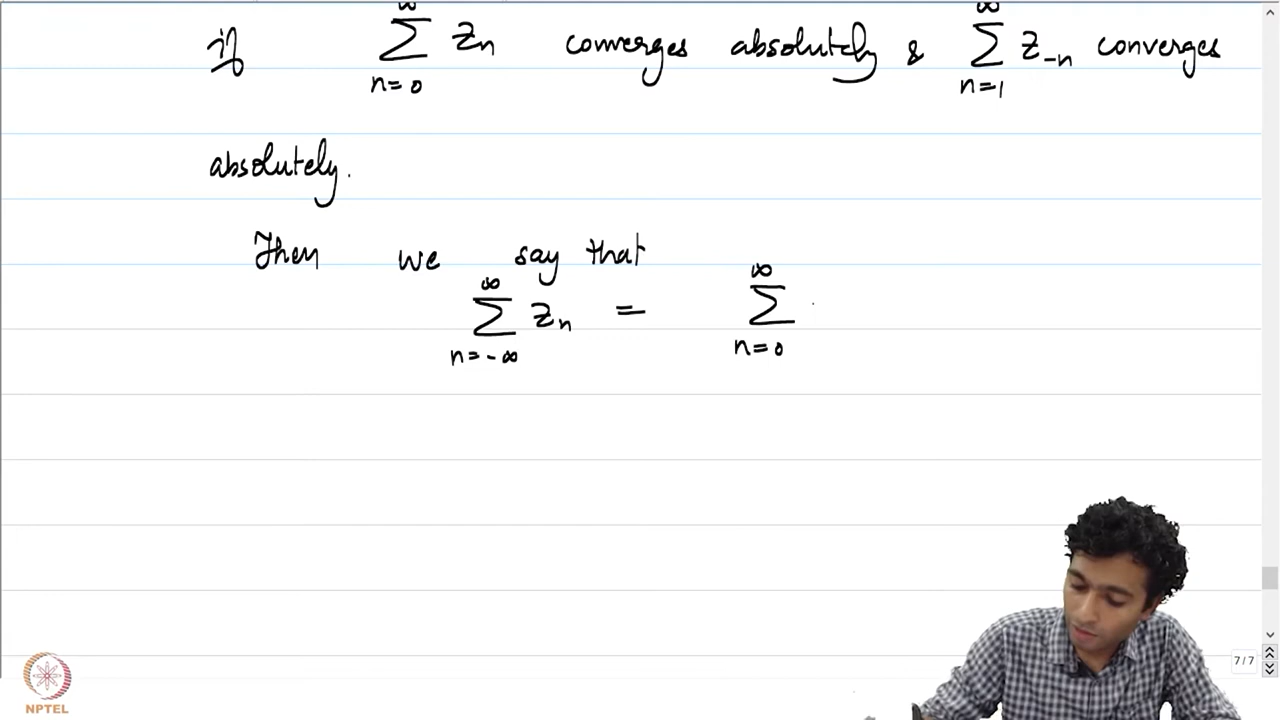 if ∑_{n=0}^{∞} z_n converges absolutely & ∑_{n=1}^{∞} z_{-n} converges
absolutely.
Then we say that
∑_{n=-∞}^{∞} z_n = ∑_{n=0}^{∞}
7/7
NPTEL